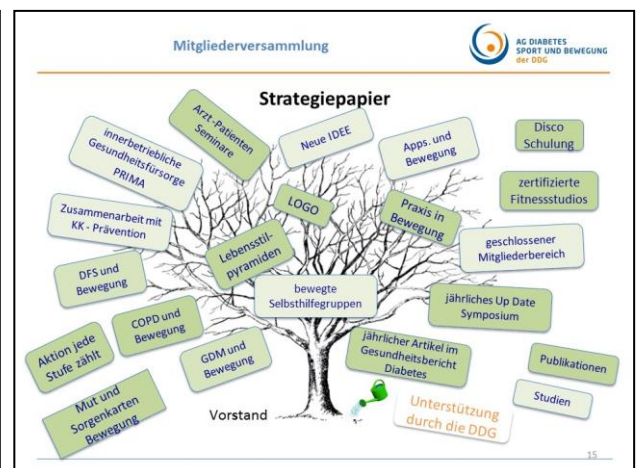 Mitgliederversammlung
AG DIABETES
SPORT UND BEWEGUNG
der DDG
Strategiepapier
innerbetriebliche
Gesundheitsfürsorge
PRIMA
Arzt -Patienten
Seminare
Neue IDEE
Apps. und
Bewegung
Disco
Schulung
zertifizierte
Fitnessstudios
LOGO
Praxis in
Bewegung
Zusammenarbeit mit
KK - Prävention
Lebensstil-
pyramiden
geschlossener
Mitgliederbereich
DFS und
Bewegung
bewegte
Selbsthilfegruppen
jährliches Up Date
Symposium
COPD und
Bewegung
Aktion jede
Stufe zählt
GDM und
Bewegung
jährlicher Artikel im
Gesundheitsbericht
Diabetes
Publikationen
Mut und
Sorgenkarten
Bewegung
Studien
Vorstand
Unterstützung
durch die DDG
15